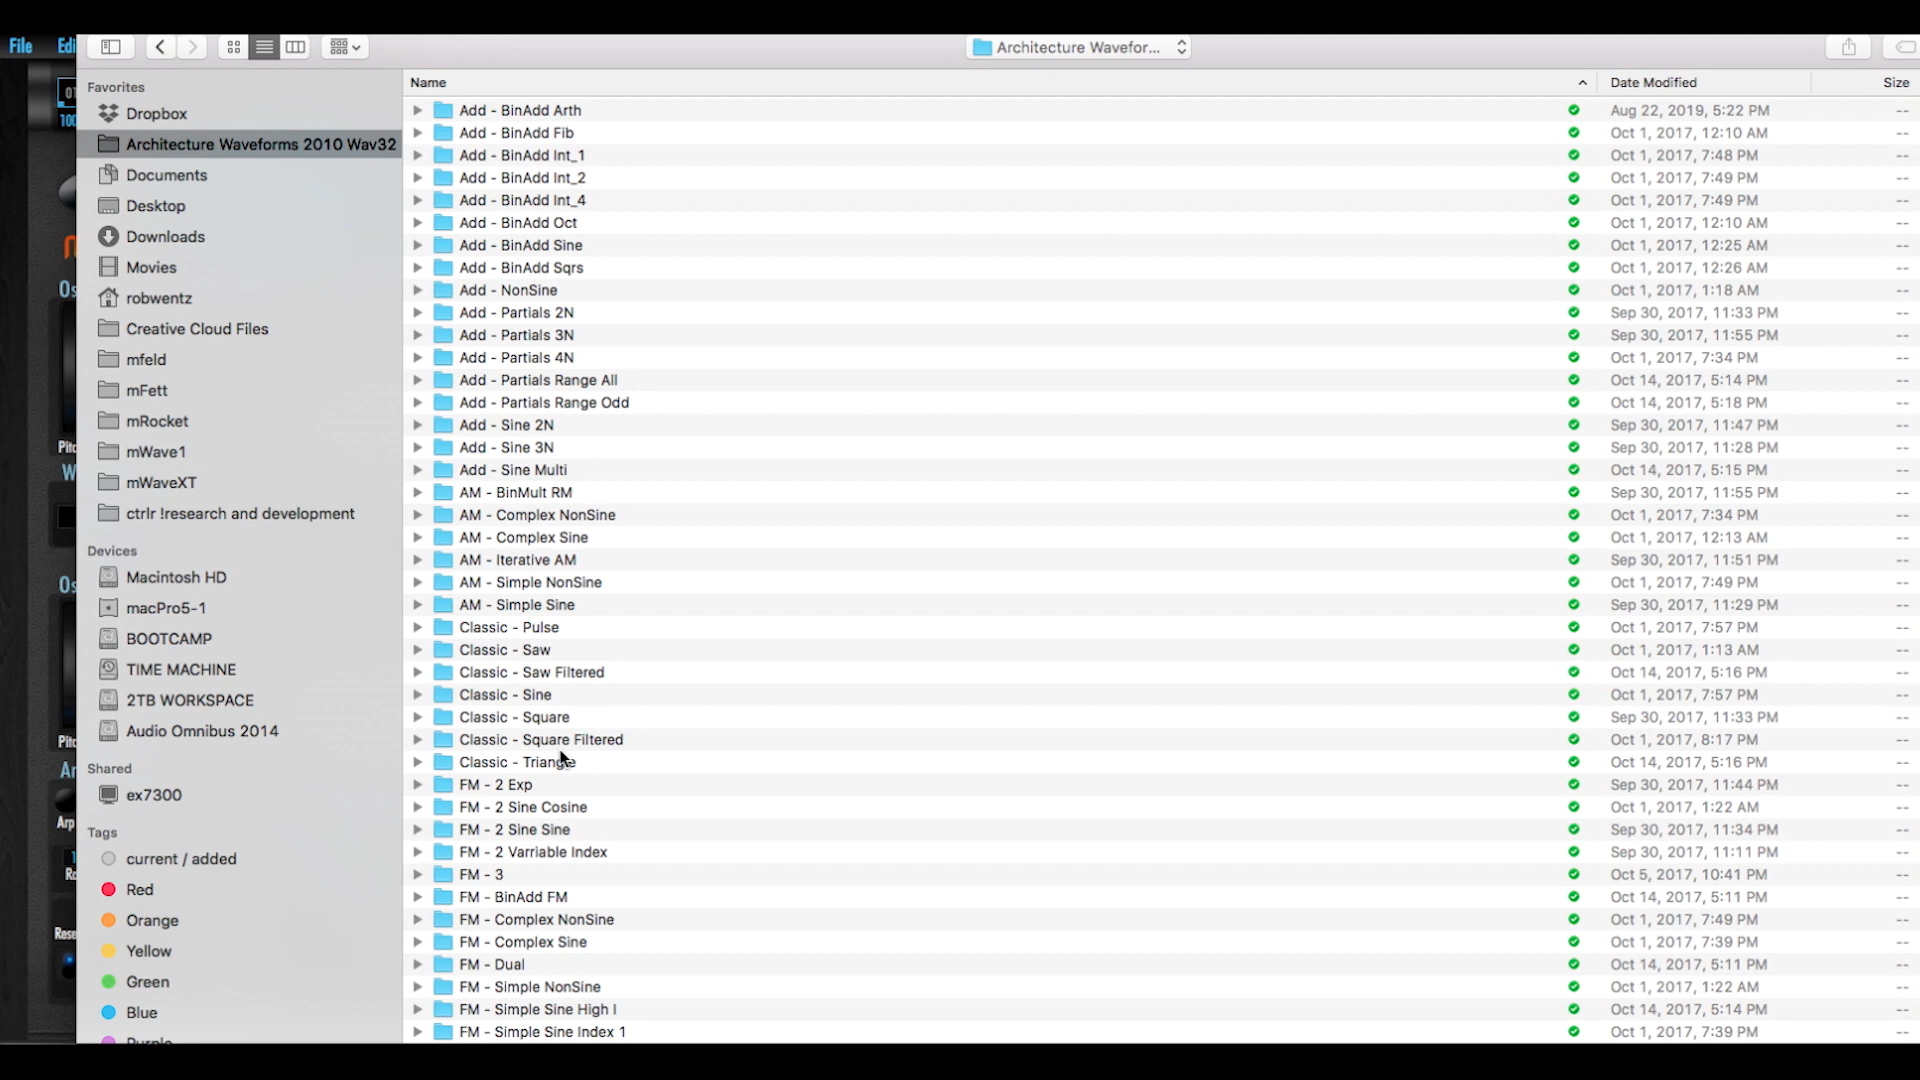 File Edi
Architecture Wavefor...
Favorites
Dropbox
Architecture Waveforms 2010 Wav32
Documents
Desktop
Downloads
Movies
robwentz
Creative Cloud Files
mfeld
mFett
mRocket
mWave1
mWaveXT
ctrlr !research and development
Devices
Macintosh HD
macPro5-1
BOOTCAMP
TIME MACHINE
2TB WORKSPACE
Audio Omnibus 2014
Shared
ex7300
Tags
current / added
Red
Orange
Yellow
Green
Blue
Purple
Name Date Modified Size
Add - BinAdd Arth Aug 22, 2019, 5:22 PM --
Add - BinAdd Fib Oct 1, 2017, 12:10 AM --
Add - BinAdd Int_1 Oct 1, 2017, 7:48 PM --
Add - BinAdd Int_2 Oct 1, 2017, 7:49 PM --
Add - BinAdd Int_4 Oct 1, 2017, 7:49 PM --
Add - BinAdd Oct Oct 1, 2017, 12:10 AM --
Add - BinAdd Sine Oct 1, 2017, 12:25 AM --
Add - BinAdd Sqrs Oct 1, 2017, 12:26 AM --
Add - NonSine Oct 1, 2017, 1:18 AM --
Add - Partials 2N Sep 30, 2017, 11:33 PM --
Add - Partials 3N Sep 30, 2017, 11:55 PM --
Add - Partials 4N Oct 1, 2017, 7:34 PM --
Add - Partials Range All Oct 14, 2017, 5:14 PM --
Add - Partials Range Odd Oct 14, 2017, 5:18 PM --
Add - Sine 2N Sep 30, 2017, 11:47 PM --
Add - Sine 3N Sep 30, 2017, 11:28 PM --
Add - Sine Multi Oct 14, 2017, 5:15 PM --
AM - BinMult RM Sep 30, 2017, 11:55 PM --
AM - Complex NonSine Oct 1, 2017, 7:34 PM --
AM - Complex Sine Oct 1, 2017, 12:13 AM --
AM - Iterative AM Sep 30, 2017, 11:51 PM --
AM - Simple NonSine Oct 1, 2017, 7:49 PM --
AM - Simple Sine Sep 30, 2017, 11:29 PM --
Classic - Pulse Oct 1, 2017, 7:57 PM --
Classic - Saw Oct 1, 2017, 1:13 AM --
Classic - Saw Filtered Oct 14, 2017, 5:16 PM --
Classic - Sine Oct 1, 2017, 7:57 PM --
Classic - Square Sep 30, 2017, 11:33 PM --
Classic - Square Filtered Oct 1, 2017, 8:17 PM --
Classic - Triangle Oct 14, 2017, 5:16 PM --
FM - 2 Exp Sep 30, 2017, 11:44 PM --
FM - 2 Sine Cosine Oct 1, 2017, 1:22 AM --
FM - 2 Sine Sine Sep 30, 2017, 11:34 PM --
FM - 2 Varriable Index Sep 30, 2017, 11:11 PM --
FM - 3 Oct 5, 2017, 10:41 PM --
FM - BinAdd FM Oct 14, 2017, 5:11 PM --
FM - Complex NonSine Oct 1, 2017, 7:49 PM --
FM - Complex Sine Oct 1, 2017, 7:39 PM --
FM - Dual Oct 14, 2017, 5:11 PM --
FM - Simple NonSine Oct 1, 2017, 1:22 AM --
FM - Simple Sine High I Oct 14, 2017, 5:14 PM --
FM - Simple Sine Index 1 Oct 1, 2017, 7:39 PM --